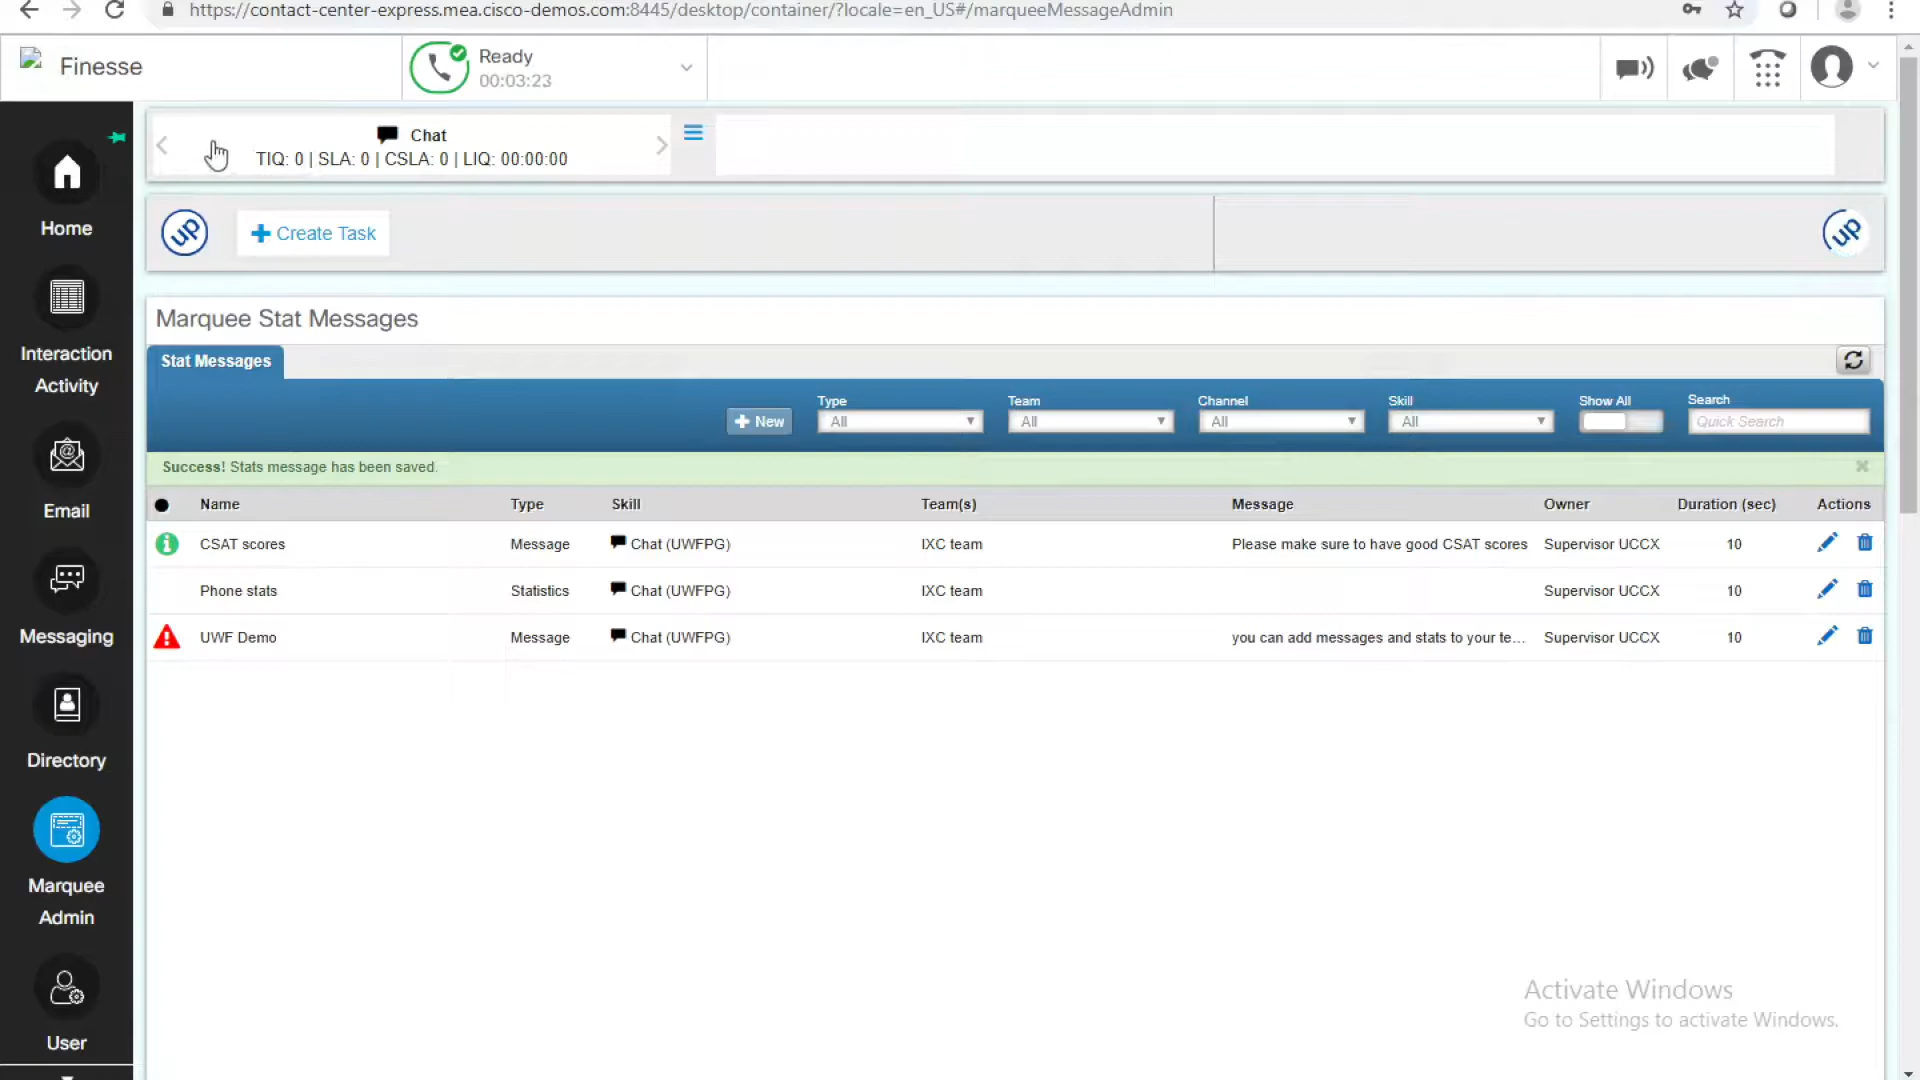 https://contact-center-express.mea.cisco-demos.com:8445/desktop/container/?locale=en_US#/marqueeMessageAdmin
Finesse
Ready
00:03:23
Chat
TIQ: 0 | SLA: 0 | CSLA: 0 | LIQ: 00:00:00
up
Create Task
up
Home
Interaction
Activity
Email
Messaging
Directory
Marquee
Admin
User
Marquee Stat Messages
Stat Messages
New
Type
All
Team
All
Channel
All
Skill
All
Show All
Search
Quick Search
Success! Stats message has been saved.
Name Type Skill Team(s) Message Owner Duration (sec) Actions
CSAT scores Message Chat (UWFPG) IXC team Please make sure to have good CSAT scores Supervisor UCCX 10
Phone stats Statistics Chat (UWFPG) IXC team Supervisor UCCX 10
UWF Demo Message Chat (UWFPG) IXC team you can add messages and stats to your te... Supervisor UCCX 10
Activate Windows
Go to Settings to activate Windows.